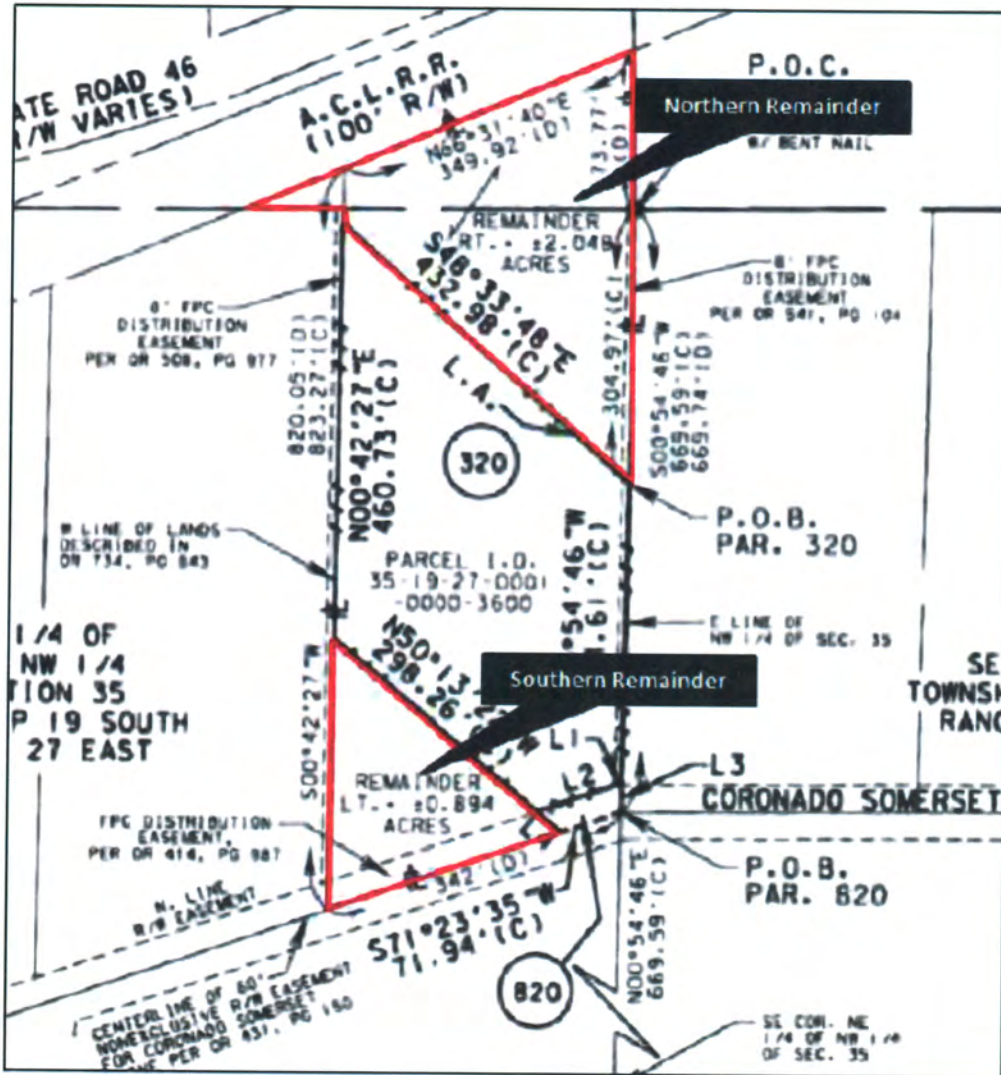 ATE ROAD 46
/W VARIES)
A.C.L.R.R.
(100' R/W)
N66°31'40"E
349.92'(D)
73.77'
(D)
P.O.C.
Northern Remainder
W/ BENT NAIL
REMAINDER
RT. = ±2.048
ACRES
S48°33'48"E
432.98'(C)
L.A.
8' FPC
DISTRIBUTION
EASEMENT
PER OR 508, PG 977
8' FPC
DISTRIBUTION
EASEMENT
PER OR 541, PG 104
820.05'(D)
823.27'(C)
N00°42'27"E
460.73'(C)
304.97'(C)
S00°54'46"W
669.59'(C)
669.74'(D)
320
P.O.B.
PAR. 320
W LINE OF LANDS
DESCRIBED IN
OR 734, PG 843
PARCEL I.D.
35-19-27-0001
-0000-3600
°54'46"W
1.61'(C)
E LINE OF
NW 1/4 OF SEC. 35
1/4 OF
NW 1/4
TION 35
P 19 SOUTH
27 EAST
N50°13'2
298.26'
Southern Remainder
SE
TOWNSH
RANG
S00°42'27"W
L1
L2
L3
REMAINDER
LT. = ±0.894
ACRES
CORONADO SOMERSET
FPC DISTRIBUTION
EASEMENT,
PER OR 414, PG 987
342'(D)
N. LINE
R/W EASEMENT
P.O.B.
PAR. 820
S71°23'35"W
71.94'(C)
N00°54'46"E
669.59'(C)
820
CENTERLINE OF 60'
NONEXCLUSIVE R/W EASEMENT
FOR CORONADO SOMERSET
PER OR 431, PG 150
SE COR. NE
1/4 OF NW 1/4
OF SEC. 35